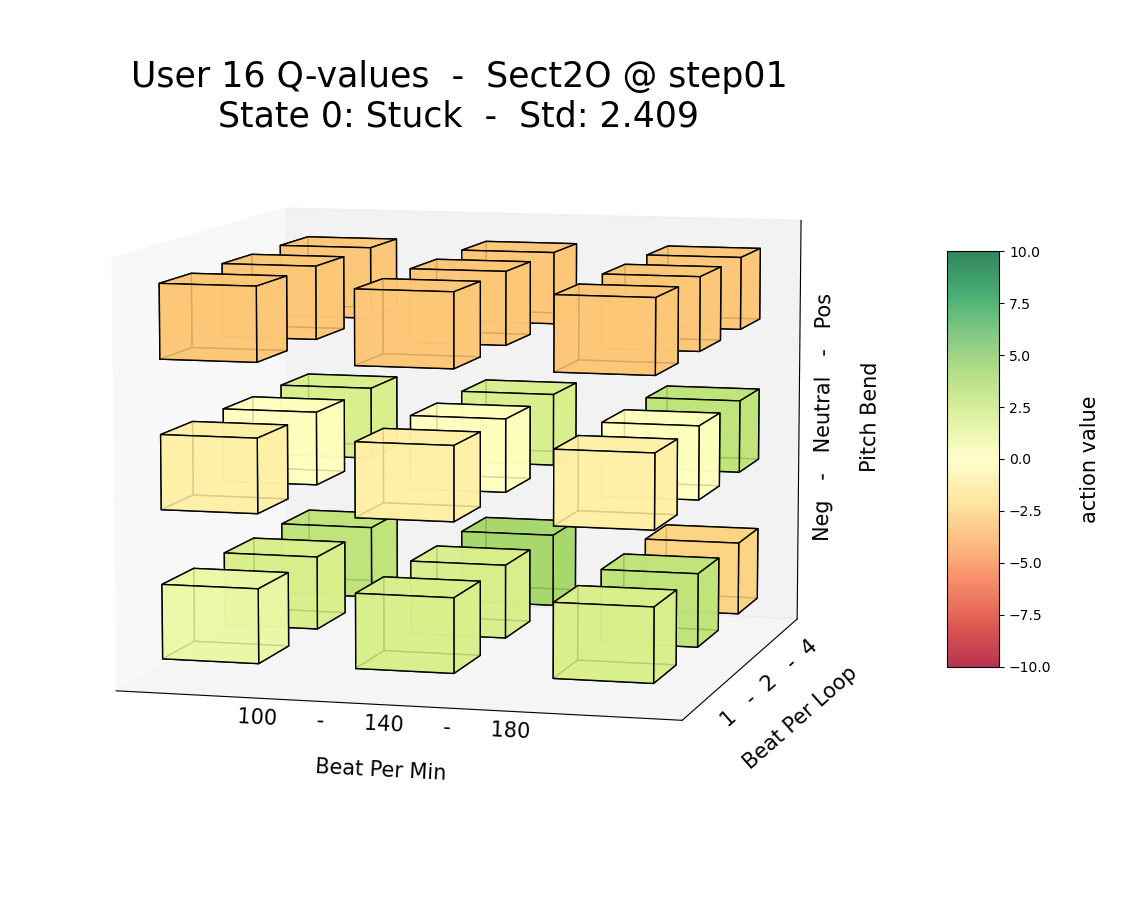 User 16 Q-values  -  Sect2O @ step01
State 0: Stuck  -  Std: 2.409
Neg   -   Neutral   -   Pos
Pitch Bend
1  - 2  - 4
Beat Per Loop
100     -     140     -     180
Beat Per Min
10.0
7.5
5.0
2.5
0.0
−2.5
−5.0
−7.5
−10.0
action value